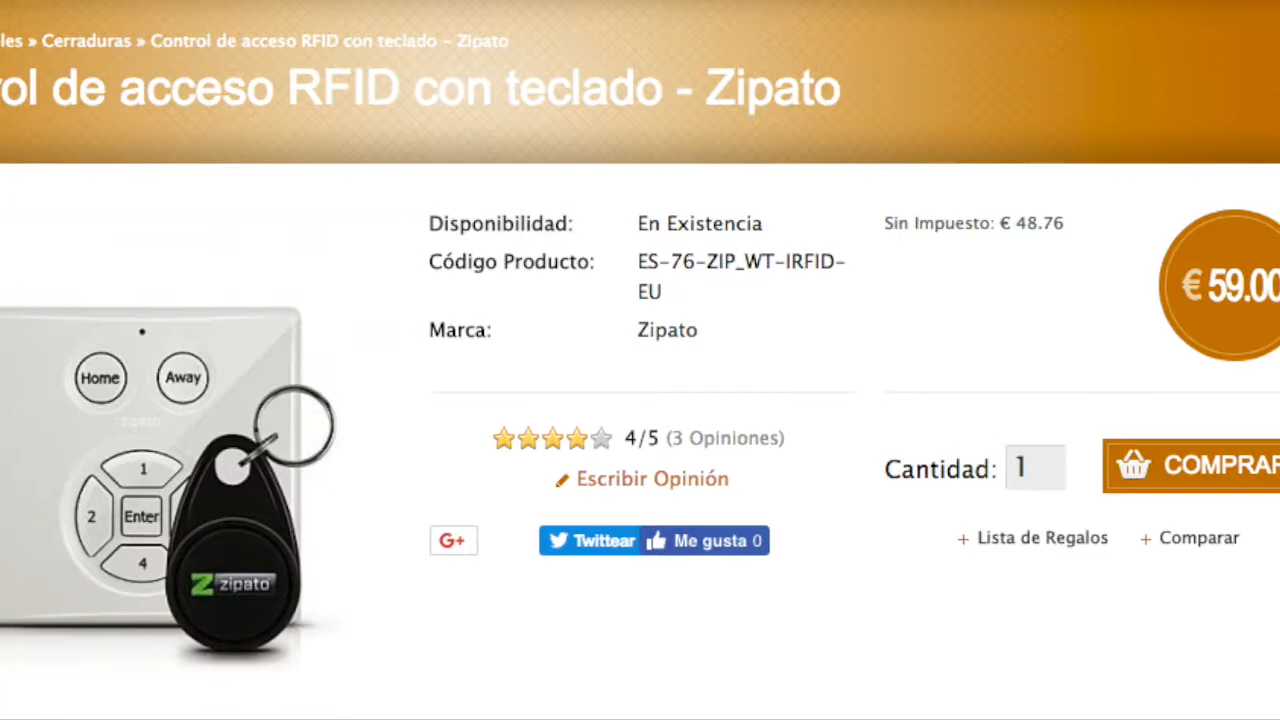 les » Cerraduras » Control de acceso RFID con teclado - Zipato
ol de acceso RFID con teclado - Zipato
Disponibilidad: En Existencia
Sin Impuesto: € 48.76
€ 59.00
Código Producto: ES-76-ZIP_WT-IRFID-
EU
Marca: Zipato
Home Away
zipato
1
2 Enter
4
zipato
4/5 (3 Opiniones)
Escribir Opinión
G+ Twittear Me gusta 0
Cantidad: 1 COMPRAR
+ Lista de Regalos + Comparar